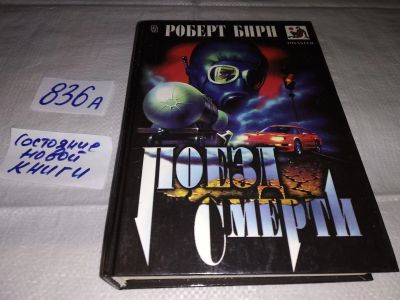 РОБЕРТ БИРН
836А
Состояние
новой
книги
ПОЕЗД
СМЕРТИ